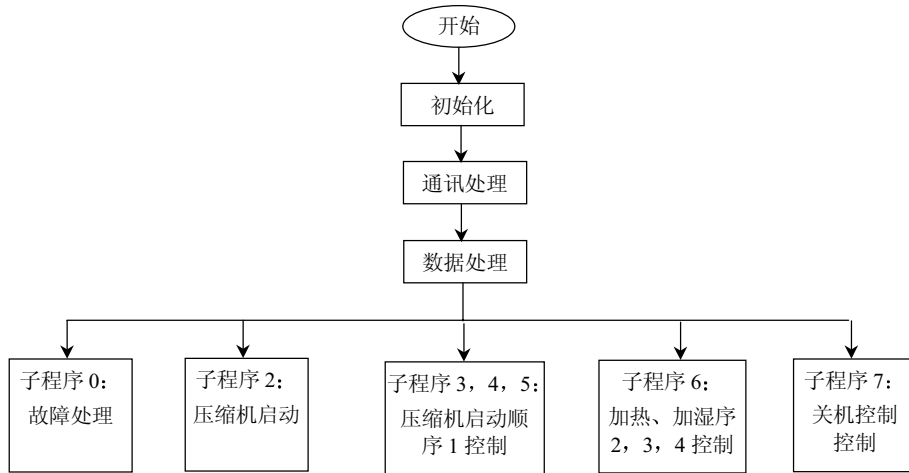 开始
初始化
通讯处理
数据处理
子程序 0：
故障处理
子程序 2：
压缩机启动
子程序 3，4，5：
压缩机启动顺
序 1 控制
子程序 6：
加热、加湿序
2，3，4 控制
子程序 7：
关机控制
控制